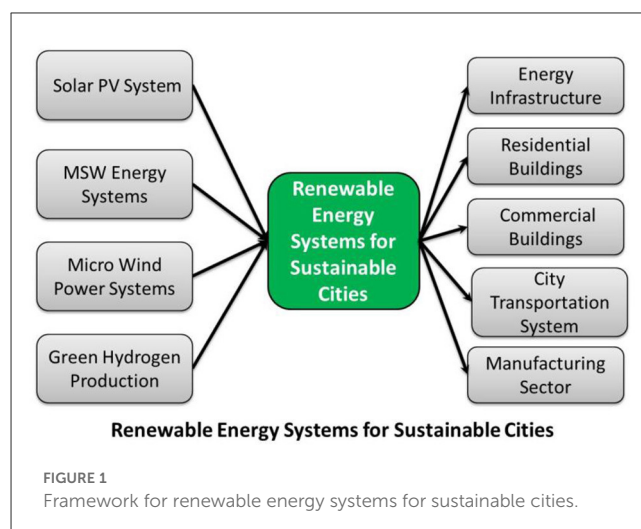 Solar PV System
MSW Energy
Systems
Micro Wind
Power Systems
Green Hydrogen
Production
Renewable
Energy
Systems for
Sustainable
Cities
Energy
Infrastructure
Residential
Buildings
Commercial
Buildings
City
Transportation
System
Manufacturing
Sector
Renewable Energy Systems for Sustainable Cities
FIGURE 1
Framework for renewable energy systems for sustainable cities.